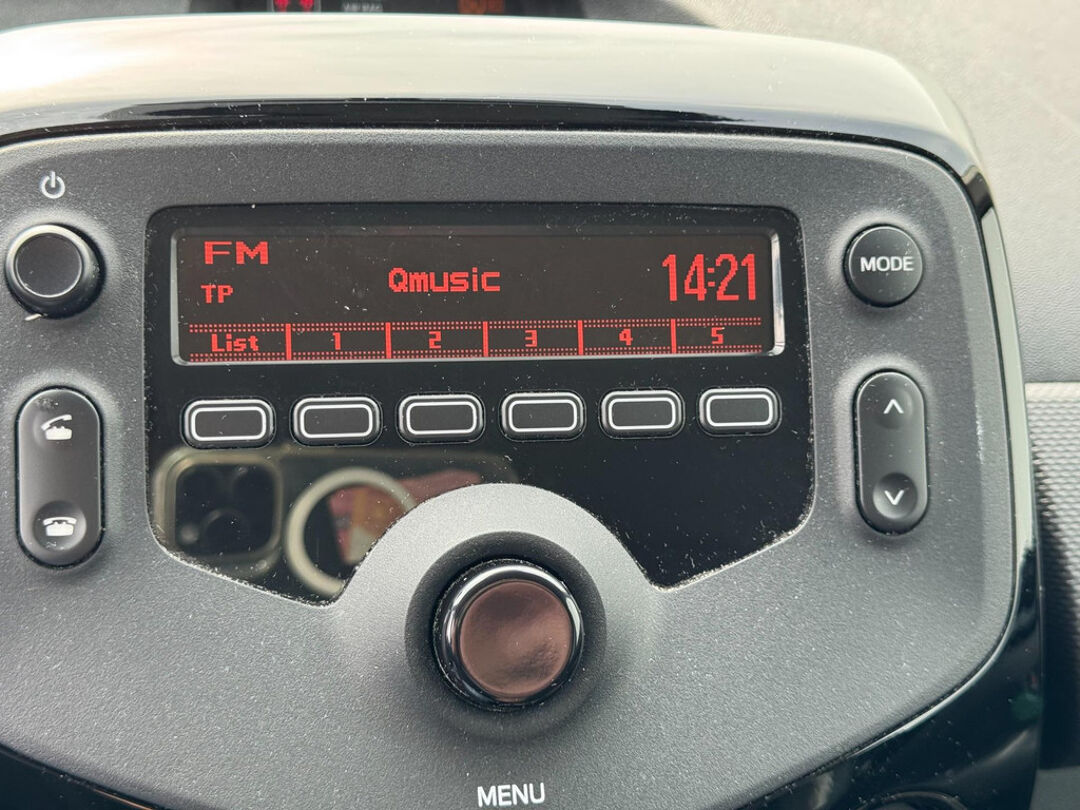 FM
TP
Qmusic
14:21
List 1 2 3 4 5
MODE
MENU